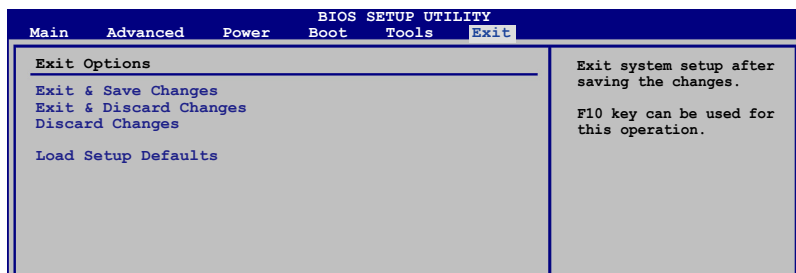 BIOS SETUP UTILITY
Main Advanced Power Boot Tools Exit
Exit Options
Exit & Save Changes
Exit & Discard Changes
Discard Changes
Load Setup Defaults
Exit system setup after
saving the changes.
F10 key can be used for
this operation.